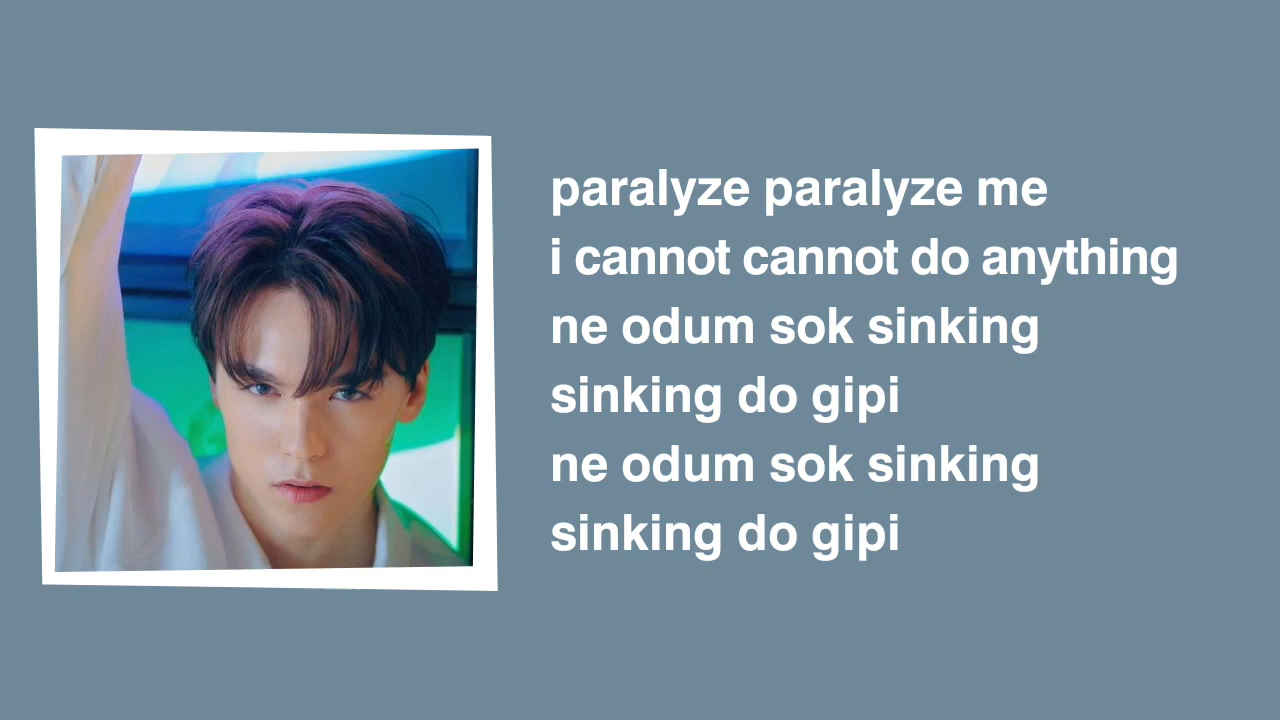 paralyze paralyze me
i cannot cannot do anything
ne odum sok sinking
sinking do gipi
ne odum sok sinking
sinking do gipi